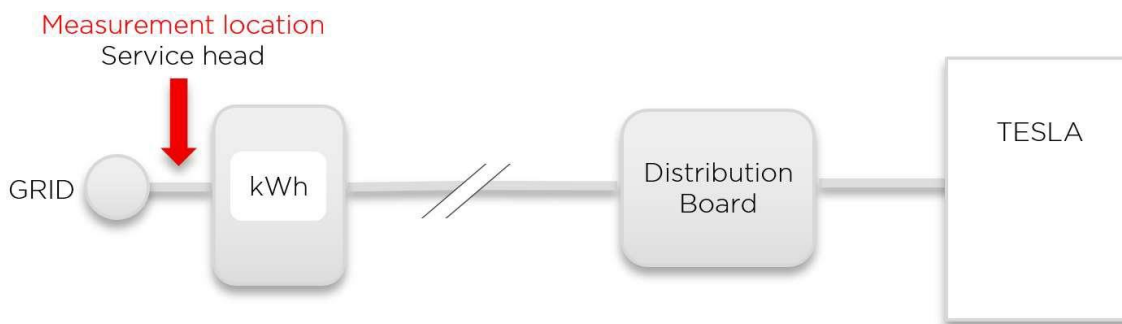 Measurement location
Service head
GRID
kWh
Distribution
Board
TESLA